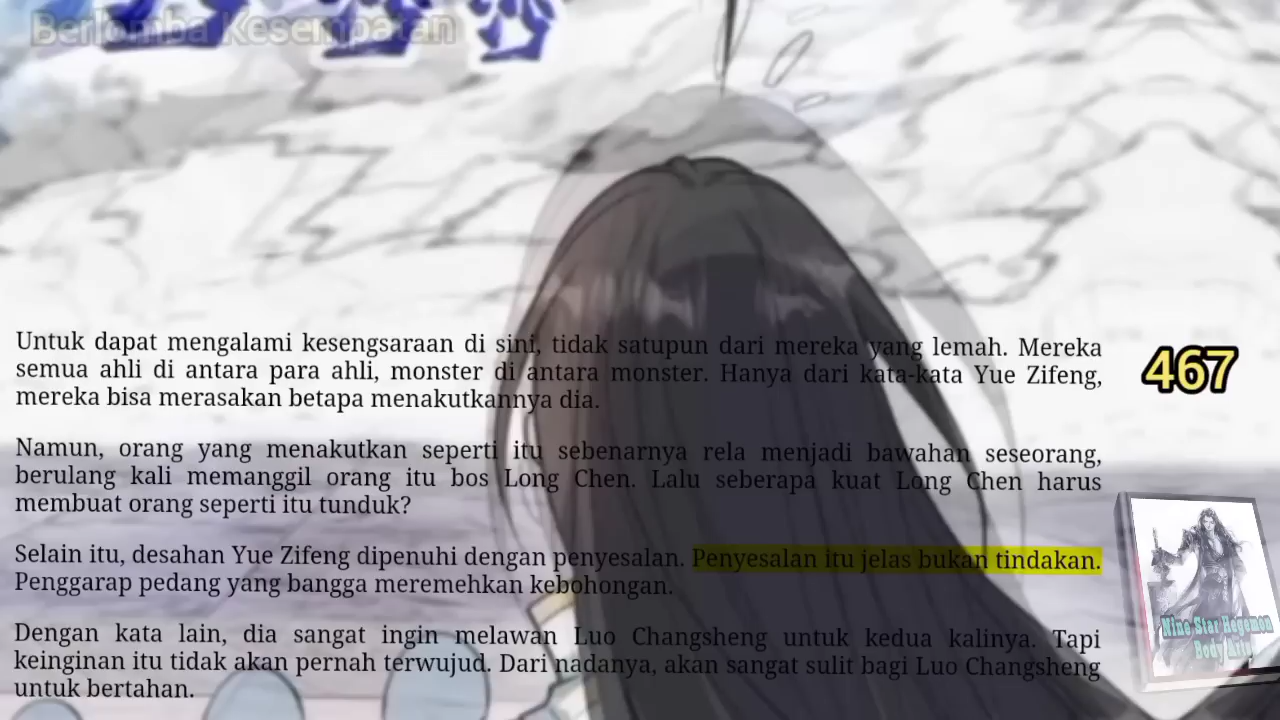 Berlomba Kesempatan
Untuk dapat mengalami kesengsaraan di sini, tidak satupun dari mereka yang lemah. Mereka
semua ahli di antara para ahli, monster di antara monster. Hanya dari kata-kata Yue Zifeng,
mereka bisa merasakan betapa menakutkannya dia.
467
Namun, orang yang menakutkan seperti itu sebenarnya rela menjadi bawahan seseorang,
berulang kali memanggil orang itu bos Long Chen. Lalu seberapa kuat Long Chen harus
membuat orang seperti itu tunduk?
Selain itu, desahan Yue Zifeng dipenuhi dengan penyesalan. Penyesalan itu jelas bukan tindakan.
Penggarap pedang yang bangga meremehkan kebohongan.
Dengan kata lain, dia sangat ingin melawan Luo Changsheng untuk kedua kalinya. Tapi
keinginan itu tidak akan pernah terwujud. Dari nadanya, akan sangat sulit bagi Luo Changsheng
untuk bertahan.
Nine Star Hegemon
Body Arts